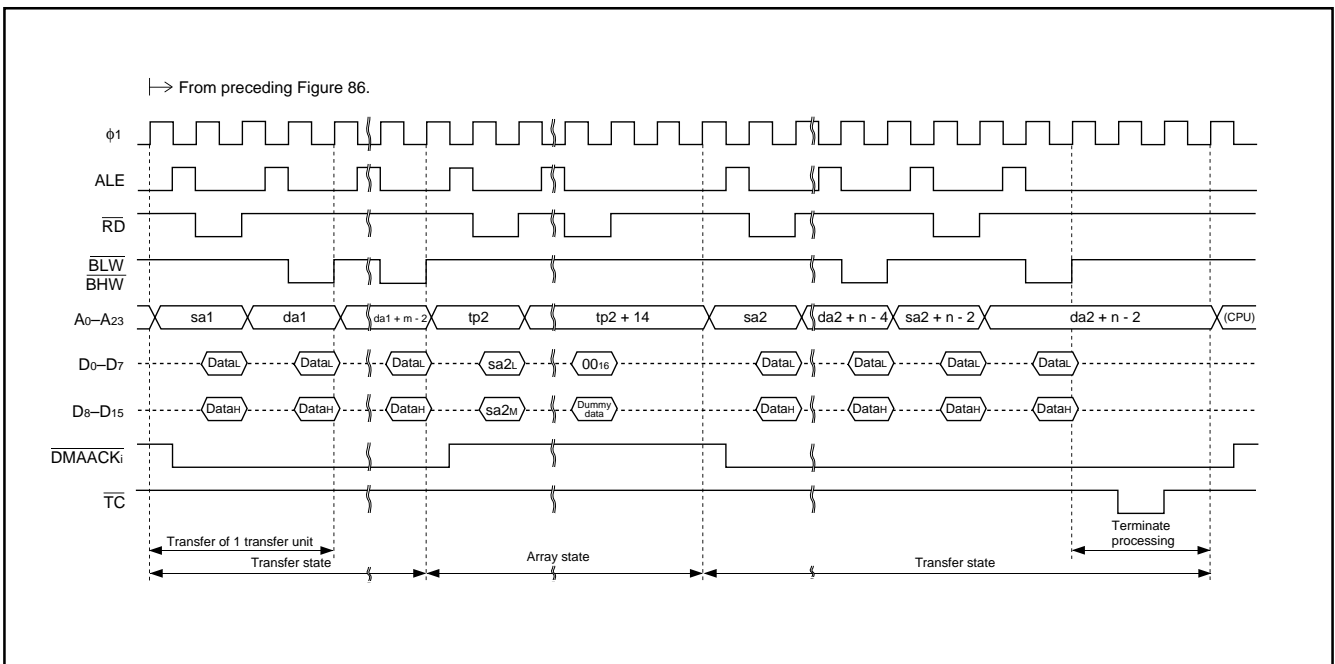 From preceding Figure 86.
ϕ1
ALE
RD
BLW
BHW
A0–A23 sa1 da1 da1 + m - 2 tp2 tp2 + 14 sa2 da2 + n - 4 sa2 + n - 2 da2 + n - 2 (CPU)
D0–D7 DataL DataL DataL sa2L 0016 DataL DataL DataL DataL
D8–D15 DataH DataH DataH sa2M Dummy data DataH DataH DataH DataH
DMAACKi
TC
Transfer of 1 transfer unit
Terminate
processing
Transfer state Array state Transfer state